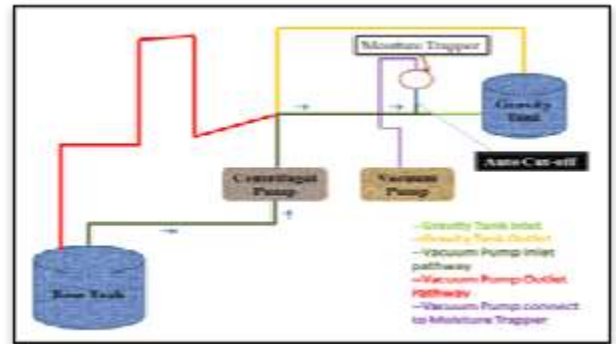 Moisture Trapper
Gravity
Tank
Auto Cut-off
Centrifugal
Pump
Vacuum
Pump
Base Tank
--Gravity Tank Inlet
--Gravity Tank Outlet
--Vacuum Pump Inlet
pathway
--Vacuum Pump Outlet
Pathway
--Vacuum Pump connect
to Moisture Trapper